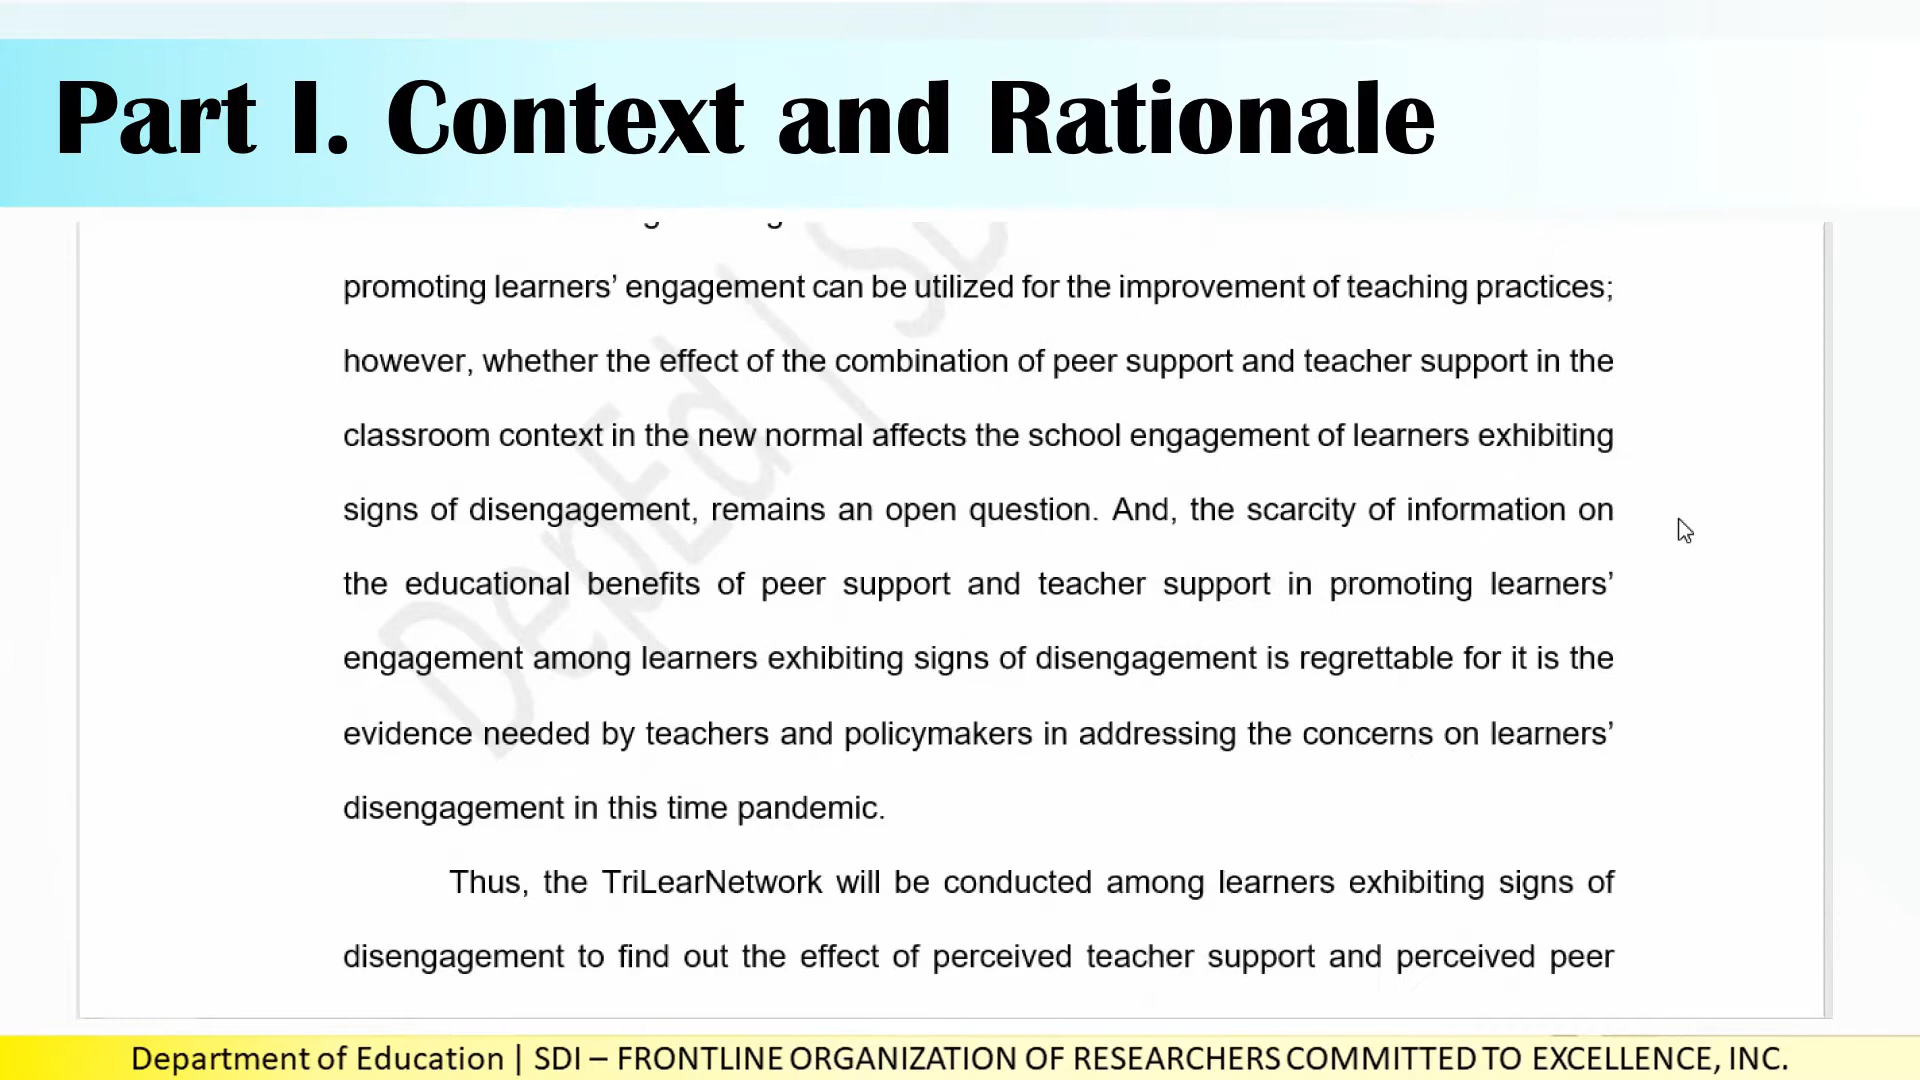 Part I. Context and Rationale
promoting learners’ engagement can be utilized for the improvement of teaching practices;
however, whether the effect of the combination of peer support and teacher support in the
classroom context in the new normal affects the school engagement of learners exhibiting
signs of disengagement, remains an open question. And, the scarcity of information on
the educational benefits of peer support and teacher support in promoting learners’
engagement among learners exhibiting signs of disengagement is regrettable for it is the
evidence needed by teachers and policymakers in addressing the concerns on learners’
disengagement in this time pandemic.
Thus, the TriLearNetwork will be conducted among learners exhibiting signs of
disengagement to find out the effect of perceived teacher support and perceived peer
DepEd | SD
Department of Education | SDI – FRONTLINE ORGANIZATION OF RESEARCHERS COMMITTED TO EXCELLENCE, INC.